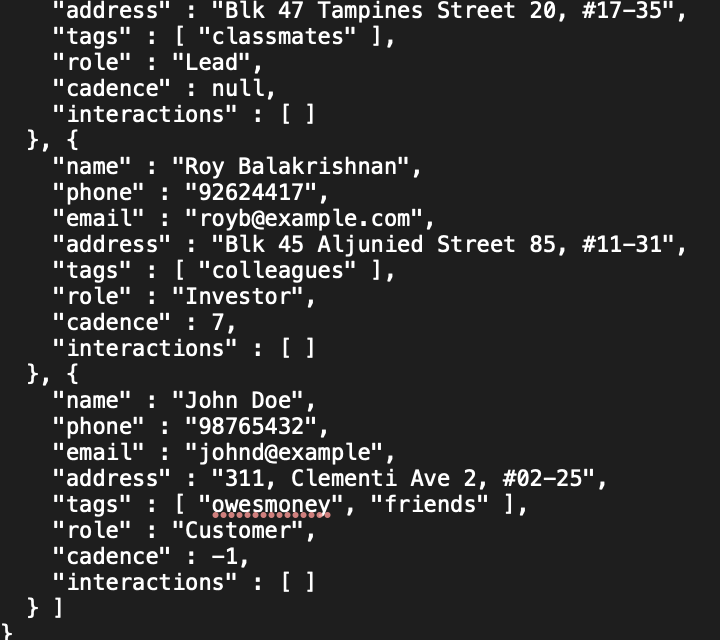 "address" : "Blk 47 Tampines Street 20, #17-35",
"tags" : [ "classmates" ],
"role" : "Lead",
"cadence" : null,
"interactions" : [ ]
}, {
"name" : "Roy Balakrishnan",
"phone" : "92624417",
"email" : "royb@example.com",
"address" : "Blk 45 Aljunied Street 85, #11-31",
"tags" : [ "colleagues" ],
"role" : "Investor",
"cadence" : 7,
"interactions" : [ ]
}, {
"name" : "John Doe",
"phone" : "98765432",
"email" : "johnd@example",
"address" : "311, Clementi Ave 2, #02-25",
"tags" : [ "owesmoney", "friends" ],
"role" : "Customer",
"cadence" : -1,
"interactions" : [ ]
} ]
}